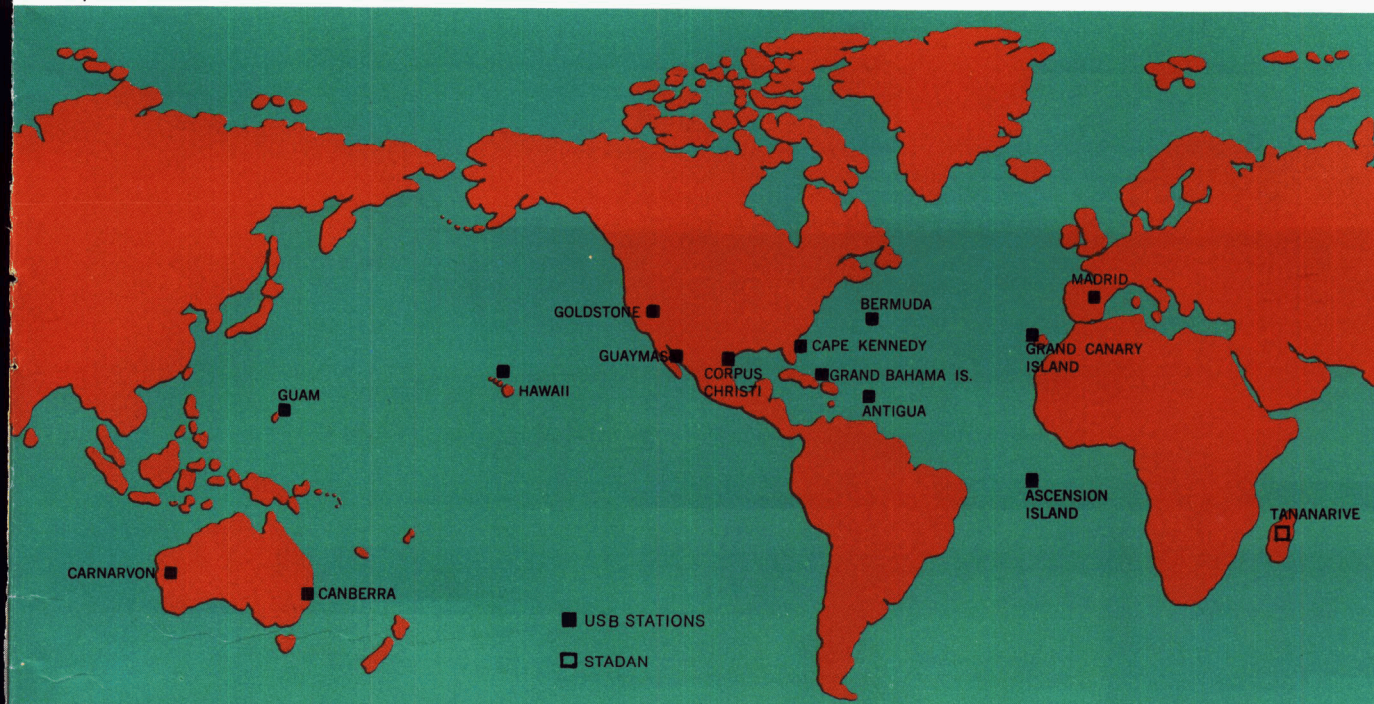 MADRID
BERMUDA
GOLDSTONE
CAPE KENNEDY
GUAYMAS
GRAND CANARY
ISLAND
CORPUS
CHRISTI
GRAND BAHAMA IS.
HAWAII
GUAM
ANTIGUA
ASCENSION
ISLAND
TANANARIVE
CARNARVON
CANBERRA
USB STATIONS
STADAN